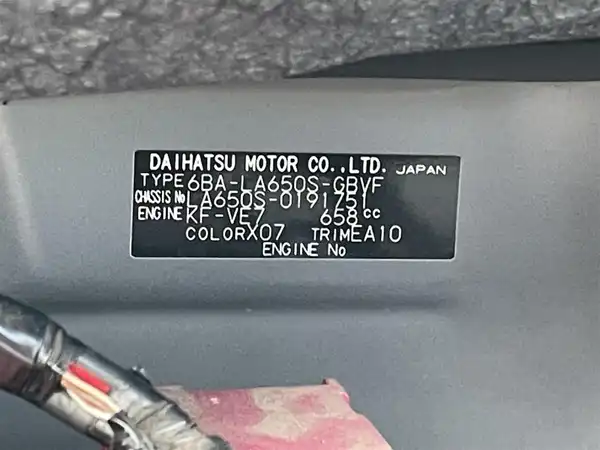 DAIHATSU MOTOR CO.,LTD. JAPAN
TYPE 6BA-LA650S-GBVF
CHASSIS No LA650S-0191751
ENGINE KF-VE7 658cc
COLOR X07 TRIM EA10
ENGINE No